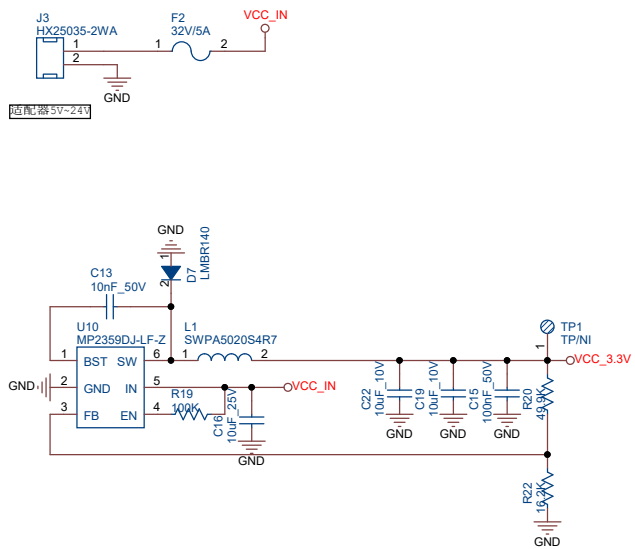 J3
HX25035-2WA
1
2
F2
32V/5A
1
2
VCC_IN
GND
适配器5V~24V
GND
1
2
D7
LMBR140
C13
10nF_50V
U10
MP2359DJ-LF-Z
L1
SWPA5020S4R7
1
2
TP1
TP/NI
1
VCC_3.3V
1
BST
SW
6
GND
2
GND
IN
5
VCC_IN
3
FB
EN
4
R19
100K
C16
10uF_25V
GND
C22
10uF_10V
GND
C19
10uF_10V
GND
C15
100nF_50V
GND
R20
49.9K
R22
16.2K
GND